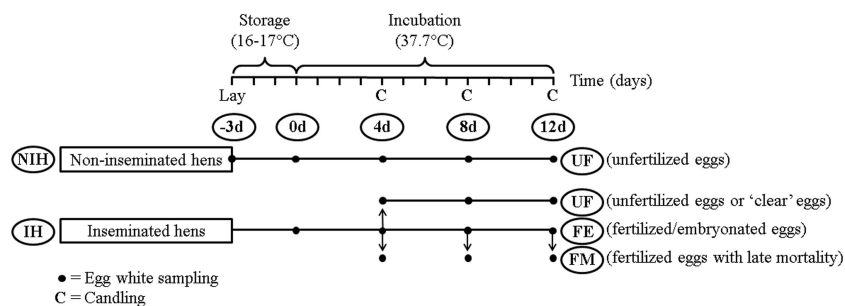 Storage Incubation
(16-17°C) (37.7°C)
Time (days)
Lay C C C
-3d 0d 4d 8d 12d
NIH Non-inseminated hens UF (unfertilized eggs)
UF (unfertilized eggs or 'clear' eggs)
IH Inseminated hens FE (fertilized/embryonated eggs)
FM (fertilized eggs with late mortality)
• = Egg white sampling
C = Candling